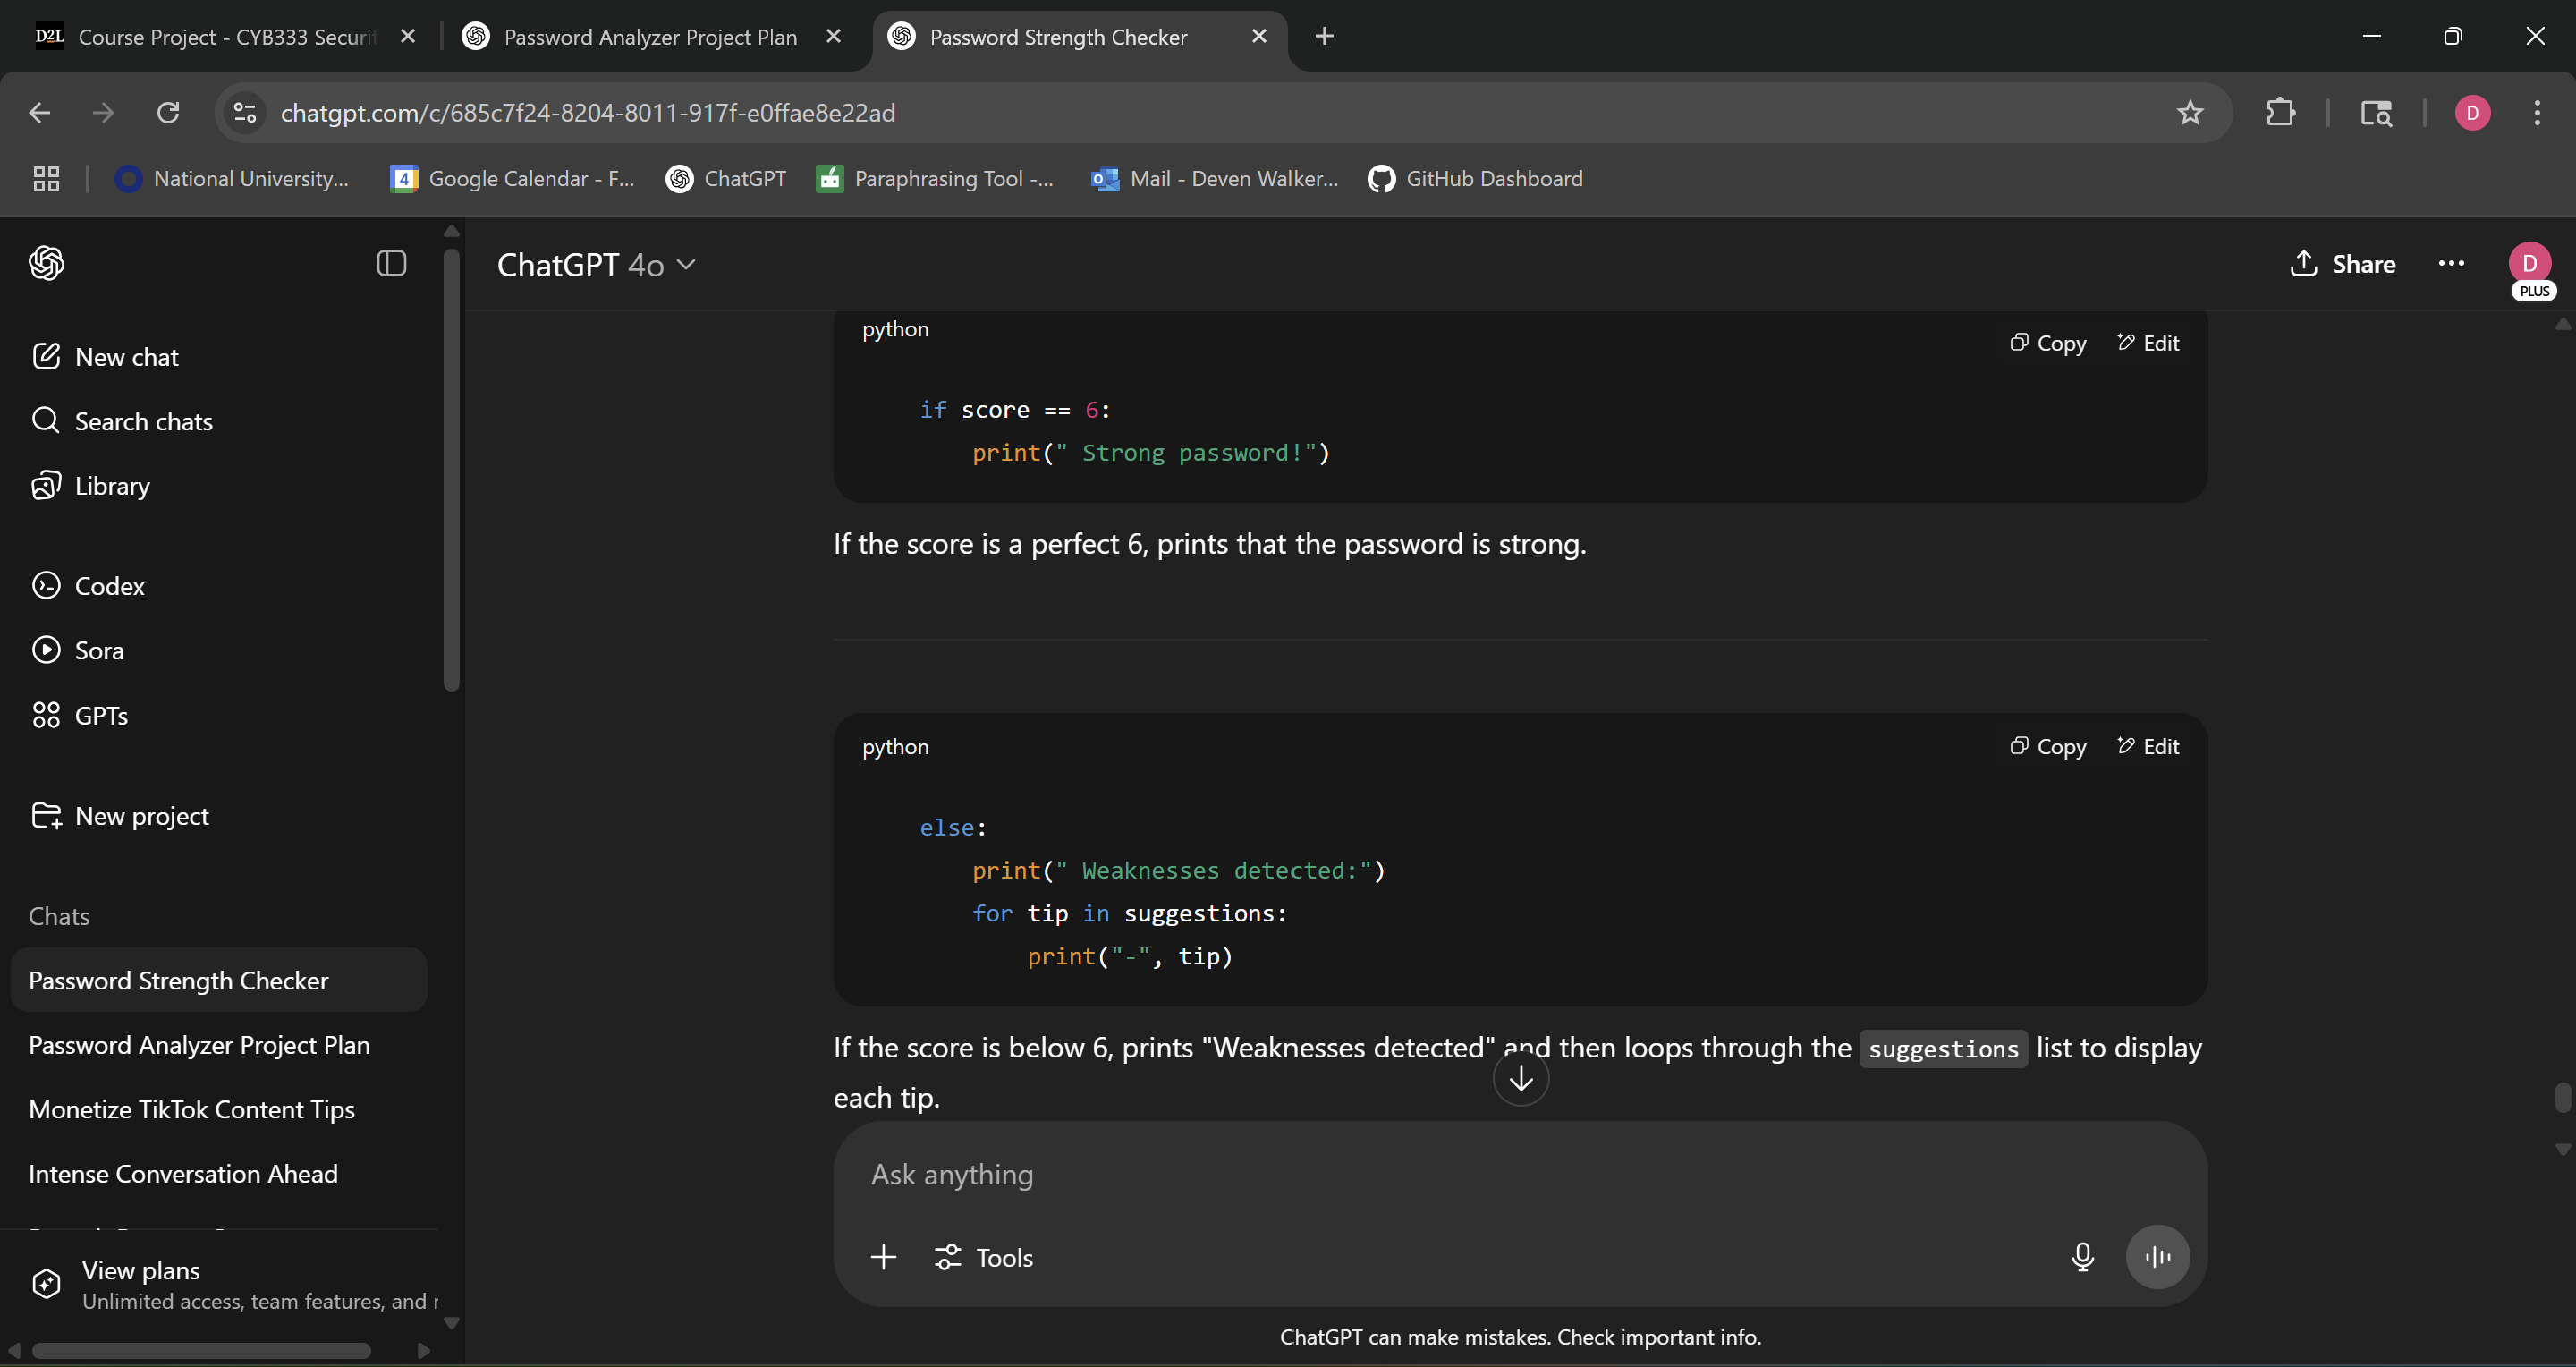 D2L Course Project - CYB333 Securit
Password Analyzer Project Plan
Password Strength Checker
chatgpt.com/c/685c7f24-8204-8011-917f-e0ffae8e22ad
D
National University...
4 Google Calendar - F...
ChatGPT
Paraphrasing Tool -...
Mail - Deven Walker...
GitHub Dashboard
New chat
Search chats
Library
Codex
Sora
GPTs
New project
Chats
Password Strength Checker
Password Analyzer Project Plan
Monetize TikTok Content Tips
Intense Conversation Ahead
View plans
Unlimited access, team features, and r
ChatGPT 4o
Share
D
PLUS
python
Copy Edit
if score == 6:
print(" Strong password!")
If the score is a perfect 6, prints that the password is strong.
python
Copy Edit
else:
print(" Weaknesses detected:")
for tip in suggestions:
print("-", tip)
If the score is below 6, prints "Weaknesses detected" and then loops through the suggestions list to display
each tip.
Ask anything
Tools
ChatGPT can make mistakes. Check important info.